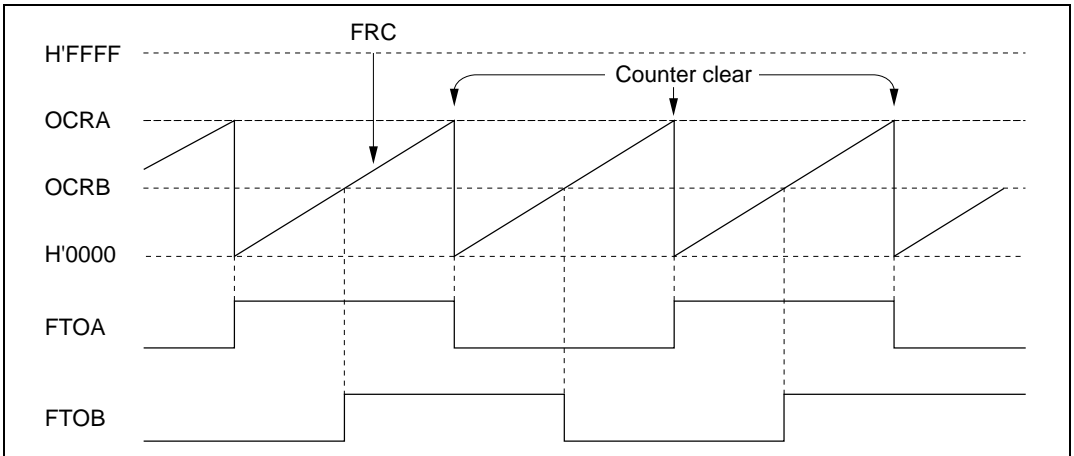 FRC
H'FFFF
Counter clear
OCRA
OCRB
H'0000
FTOA
FTOB